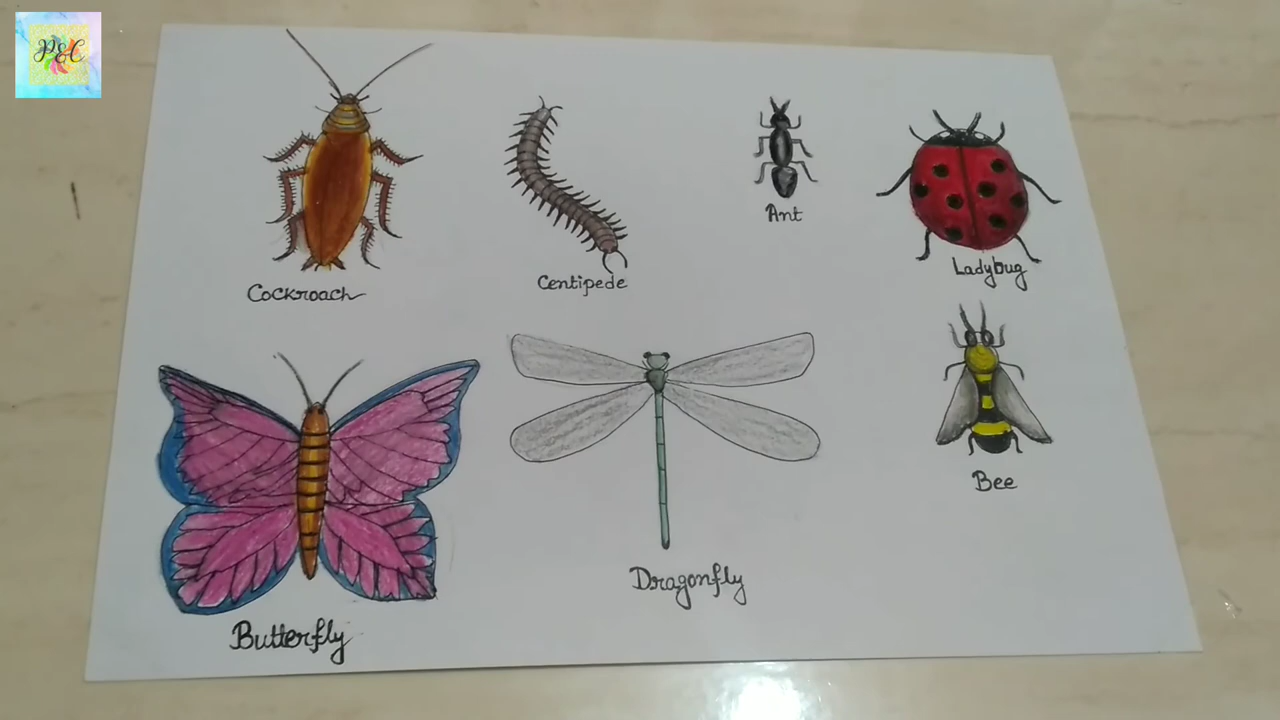 P&C
Cockroach
Centipede
Ant
Ladybug
Butterfly
Dragonfly
Bee